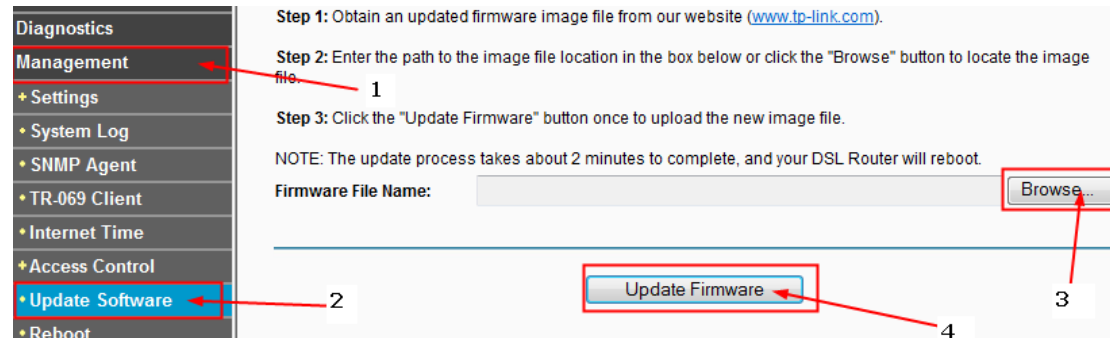 Diagnostics
Management
+ Settings
• System Log
• SNMP Agent
• TR-069 Client
• Internet Time
+ Access Control
• Update Software
• Reboot
Step 1: Obtain an updated firmware image file from our website (www.tp-link.com).
Step 2: Enter the path to the image file location in the box below or click the "Browse" button to locate the image
file.
1
Step 3: Click the "Update Firmware" button once to upload the new image file.
NOTE: The update process takes about 2 minutes to complete, and your DSL Router will reboot.
Firmware File Name:
Browse...
Update Firmware
2
3
4